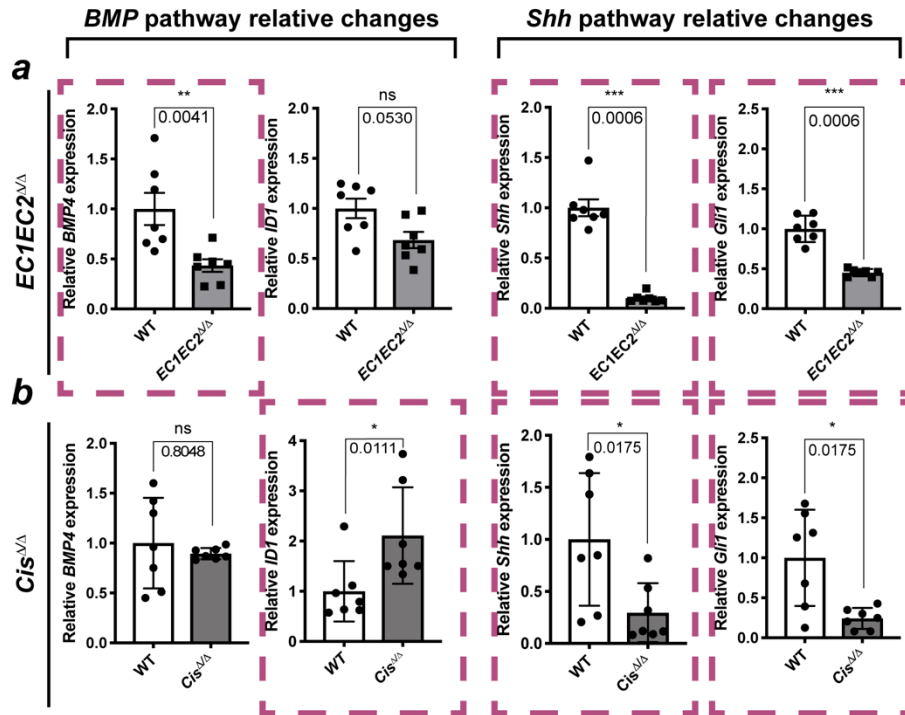 BMP pathway relative changes
Shh pathway relative changes
a
EC1EC2Δ/Δ
Relative BMP4 expression
2.0
1.5
1.0
0.5
0.0
**
0.0041
WT
EC1EC2Δ/Δ
Relative ID1 expression
2.0
1.5
1.0
0.5
0.0
ns
0.0530
WT
EC1EC2Δ/Δ
Relative Shh expression
2.0
1.5
1.0
0.5
0.0
***
0.0006
WT
EC1EC2Δ/Δ
Relative Gli1 expression
2.0
1.5
1.0
0.5
0.0
***
0.0006
WT
EC1EC2Δ/Δ
b
CisΔ/Δ
Relative BMP4 expression
2.0
1.5
1.0
0.5
0.0
ns
0.8048
WT
CisΔ/Δ
Relative ID1 expression
4
3
2
1
0
*
0.0111
WT
CisΔ/Δ
Relative Shh expression
2.0
1.5
1.0
0.5
0.0
*
0.0175
WT
CisΔ/Δ
Relative Gli1 expression
2.0
1.5
1.0
0.5
0.0
*
0.0175
WT
CisΔ/Δ